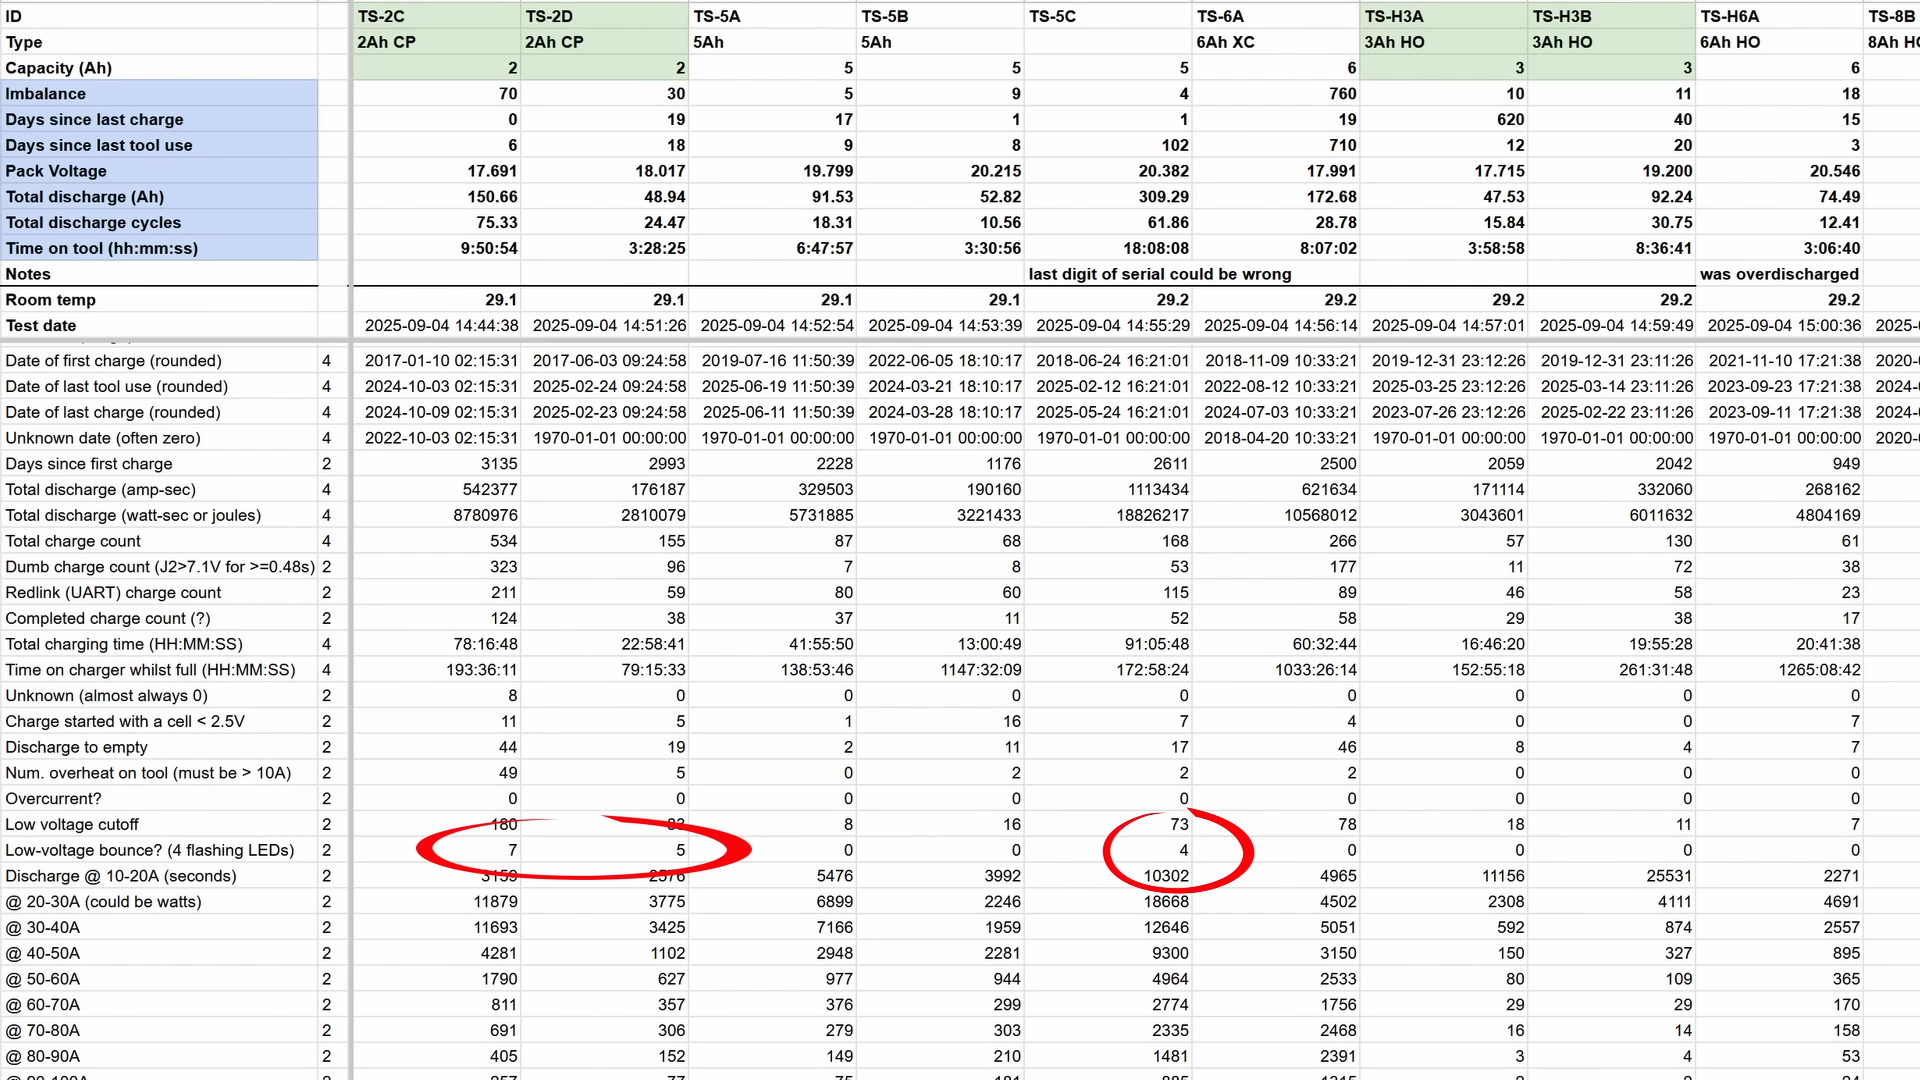 ID TS-2C TS-2D TS-5A TS-5B TS-5C TS-6A TS-H3A TS-H3B TS-H6A TS-8B
Type 2Ah CP 2Ah CP 5Ah 5Ah 6Ah XC 3Ah HO 3Ah HO 6Ah HO 8Ah HO
Capacity (Ah) 2 2 5 5 5 6 3 3 6
Imbalance 70 30 5 9 4 760 10 11 18
Days since last charge 0 19 17 1 1 19 620 40 15
Days since last tool use 6 18 9 8 102 710 12 20 3
Pack Voltage 17.691 18.017 19.799 20.215 20.382 17.991 17.715 19.200 20.546
Total discharge (Ah) 150.66 48.94 91.53 52.82 309.29 172.68 47.53 92.24 74.49
Total discharge cycles 75.33 24.47 18.31 10.56 61.86 28.78 15.84 30.75 12.41
Time on tool (hh:mm:ss) 9:50:54 3:28:25 6:47:57 3:30:56 18:08:08 8:07:02 3:58:58 8:36:41 3:06:40
Notes last digit of serial could be wrong was overdischarged
Room temp 29.1 29.1 29.1 29.1 29.2 29.2 29.2 29.2 29.2
Test date 2025-09-04 14:44:38 2025-09-04 14:51:26 2025-09-04 14:52:54 2025-09-04 14:53:39 2025-09-04 14:55:29 2025-09-04 14:56:14 2025-09-04 14:57:01 2025-09-04 14:59:49 2025-09-04 15:00:36 2025-
Date of first charge (rounded) 4 2017-01-10 02:15:31 2017-06-03 09:24:58 2019-07-16 11:50:39 2022-06-05 18:10:17 2018-06-24 16:21:01 2018-11-09 10:33:21 2019-12-31 23:12:26 2019-12-31 23:11:26 2021-11-10 17:21:38 2020-
Date of last tool use (rounded) 4 2024-10-03 02:15:31 2025-02-24 09:24:58 2025-06-19 11:50:39 2024-03-21 18:10:17 2025-02-12 16:21:01 2022-08-12 10:33:21 2025-03-25 23:12:26 2025-03-14 23:11:26 2023-09-23 17:21:38 2024-
Date of last charge (rounded) 4 2024-10-09 02:15:31 2025-02-23 09:24:58 2025-06-11 11:50:39 2024-03-28 18:10:17 2025-05-24 16:21:01 2024-07-03 10:33:21 2023-07-26 23:12:26 2025-02-22 23:11:26 2023-09-11 17:21:38 2024-
Unknown date (often zero) 4 2022-10-03 02:15:31 1970-01-01 00:00:00 1970-01-01 00:00:00 1970-01-01 00:00:00 1970-01-01 00:00:00 2018-04-20 10:33:21 1970-01-01 00:00:00 1970-01-01 00:00:00 1970-01-01 00:00:00 2020-
Days since first charge 2 3135 2993 2228 1176 2611 2500 2059 2042 949
Total discharge (amp-sec) 4 542377 176187 329503 190160 1113434 621634 171114 332060 268162
Total discharge (watt-sec or joules) 4 8780976 2810079 5731885 3221433 18826217 10568012 3043601 6011632 4804169
Total charge count 4 534 155 87 68 168 266 57 130 61
Dumb charge count (J2>7.1V for >=0.48s) 2 323 96 7 8 53 177 11 72 38
Redlink (UART) charge count 2 211 59 80 60 115 89 46 58 23
Completed charge count (?) 2 124 38 37 11 52 58 29 38 17
Total charging time (HH:MM:SS) 4 78:16:48 22:58:41 41:55:50 13:00:49 91:05:48 60:32:44 16:46:20 19:55:28 20:41:38
Time on charger whilst full (HH:MM:SS) 4 193:36:11 79:15:33 138:53:46 1147:32:09 172:58:24 1033:26:14 152:55:18 261:31:48 1265:08:42
Unknown (almost always 0) 2 8 0 0 0 0 0 0 0 0
Charge started with a cell < 2.5V 2 11 5 1 16 7 4 0 0 7
Discharge to empty 2 44 19 2 11 17 46 8 4 7
Num. overheat on tool (must be > 10A) 2 49 5 0 2 2 2 0 0 0
Overcurrent? 2 0 0 0 0 0 0 0 0 0
Low voltage cutoff 2 180 83 8 16 73 78 18 11 7
Low-voltage bounce? (4 flashing LEDs) 2 7 5 0 0 4 0 0 0 0
Discharge @ 10-20A (seconds) 2 3159 2576 5476 3992 10302 4965 11156 25531 2271
@ 20-30A (could be watts) 2 11879 3775 6899 2246 18668 4502 2308 4111 4691
@ 30-40A 2 11693 3425 7166 1959 12646 5051 592 874 2557
@ 40-50A 2 4281 1102 2948 2281 9300 3150 150 327 895
@ 50-60A 2 1790 627 977 944 4964 2533 80 109 365
@ 60-70A 2 811 357 376 299 2774 1756 29 29 170
@ 70-80A 2 691 306 279 303 2335 2468 16 14 158
@ 80-90A 2 405 152 149 210 1481 2391 3 4 53